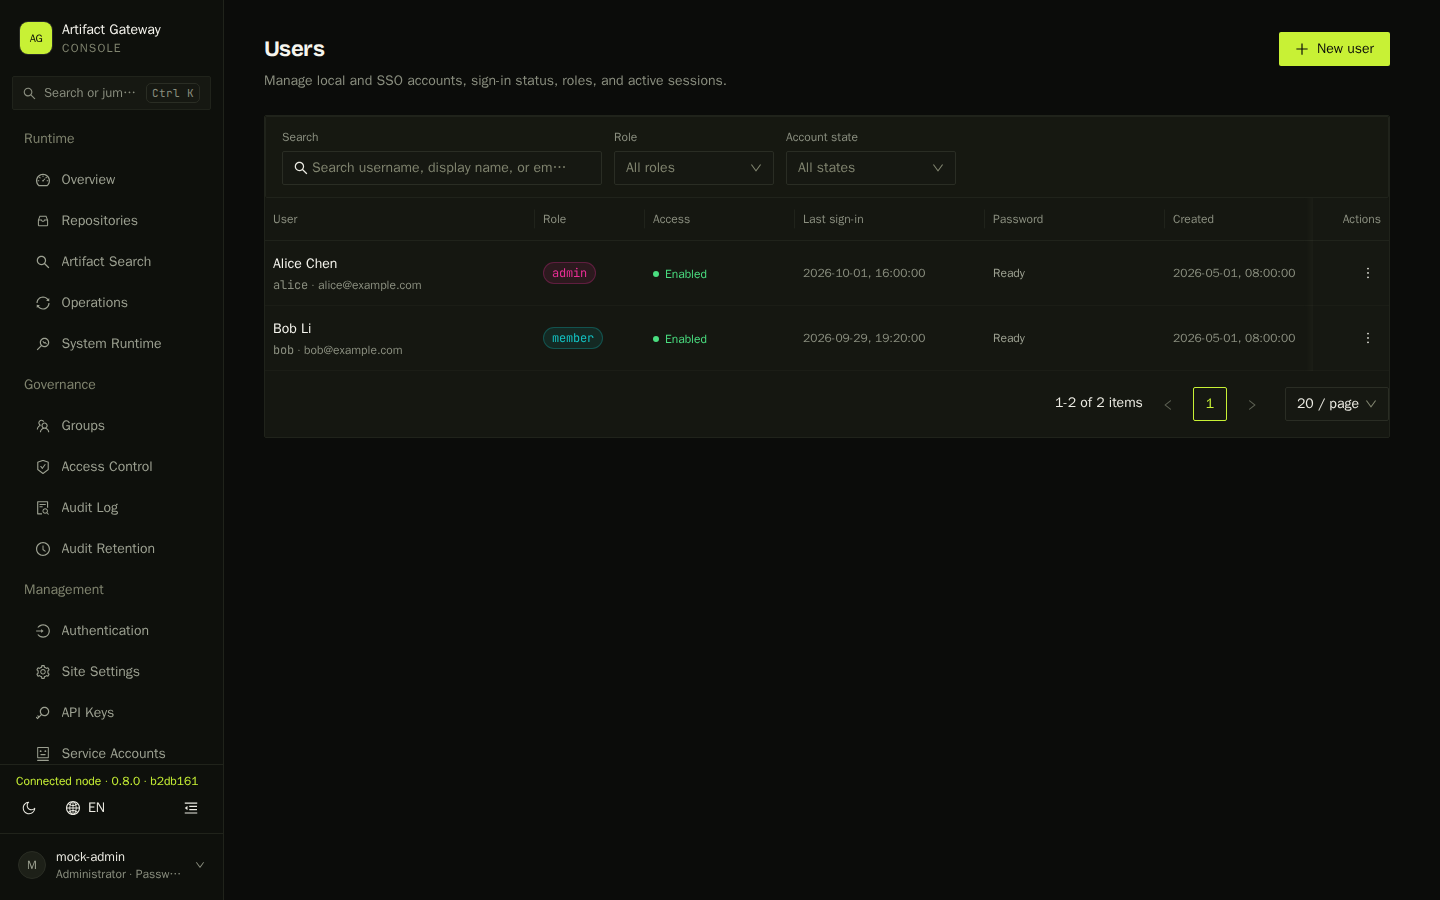 AG
Artifact Gateway
CONSOLE
Search or jum··· Ctrl K
Runtime
Overview
Repositories
Artifact Search
Operations
System Runtime
Governance
Groups
Access Control
Audit Log
Audit Retention
Management
Authentication
Site Settings
API Keys
Service Accounts
Connected node · 0.8.0 · b2db161
EN
M
mock-admin
Administrator · Passw···
Users
Manage local and SSO accounts, sign-in status, roles, and active sessions.
New user
Search Role Account state
Search username, display name, or em··· All roles All states
User Role Access Last sign-in Password Created Actions
Alice Chen
alice · alice@example.com admin Enabled 2026-10-01, 16:00:00 Ready 2026-05-01, 08:00:00
Bob Li
bob · bob@example.com member Enabled 2026-09-29, 19:20:00 Ready 2026-05-01, 08:00:00
1-2 of 2 items 1 20 / page